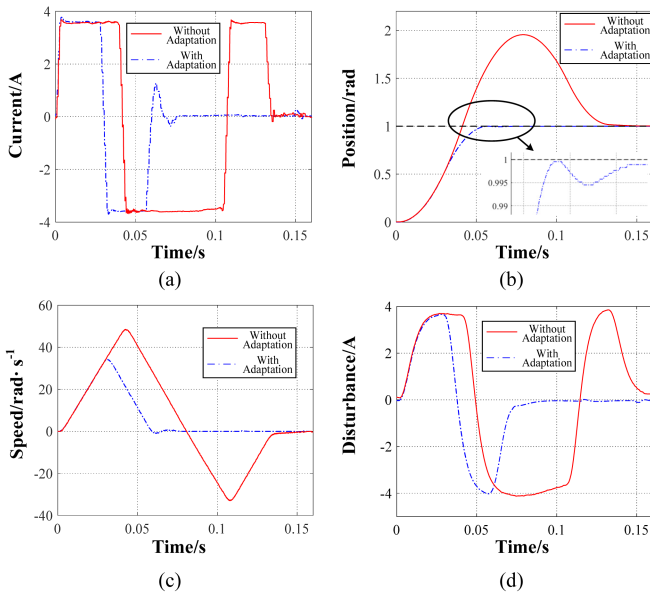 4
2
0
-2
-4
0
0.05
0.1
0.15
Current/A
Time/s
Without
Adaptation
With
Adaptation
(a)
2
1.5
1
0.5
0
0
0.05
0.1
0.15
Position/rad
Time/s
Without
Adaptation
With
Adaptation
1
0.995
0.99
(b)
60
40
20
0
-20
-40
0
0.05
0.1
0.15
Speed/rad· s⁻¹
Time/s
Without
Adaptation
With
Adaptation
(c)
4
2
0
-2
-4
0
0.05
0.1
0.15
Disturbance/A
Time/s
Without
Adaptation
With
Adaptation
(d)